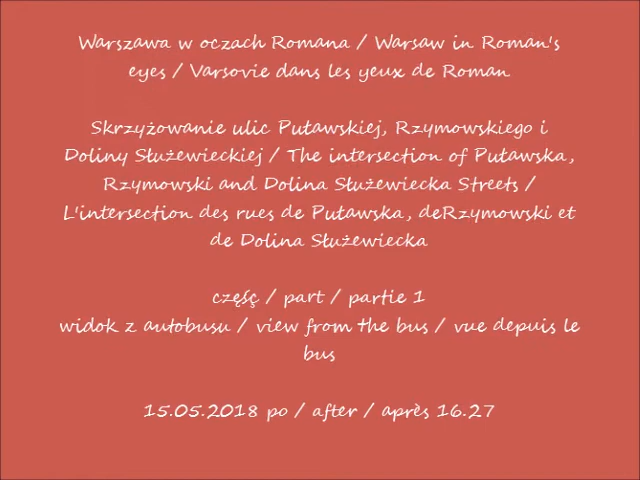 Warszawa w oczach Romana / Warsaw in Roman's
eyes / Varsovie dans les yeux de Roman
Skrzyżowanie ulic Puławskiej, Rzymowskiego i
Doliny Służewieckiej / The intersection of Puławska,
Rzymowski and Dolina Służewiecka Streets /
L'intersection des rues de Puławska, deRzymowski et
de Dolina Służewiecka
częśç / part / partie 1
widok z autobusu / view from the bus / vue depuis le
bus
15.05.2018 po / after / après 16.27